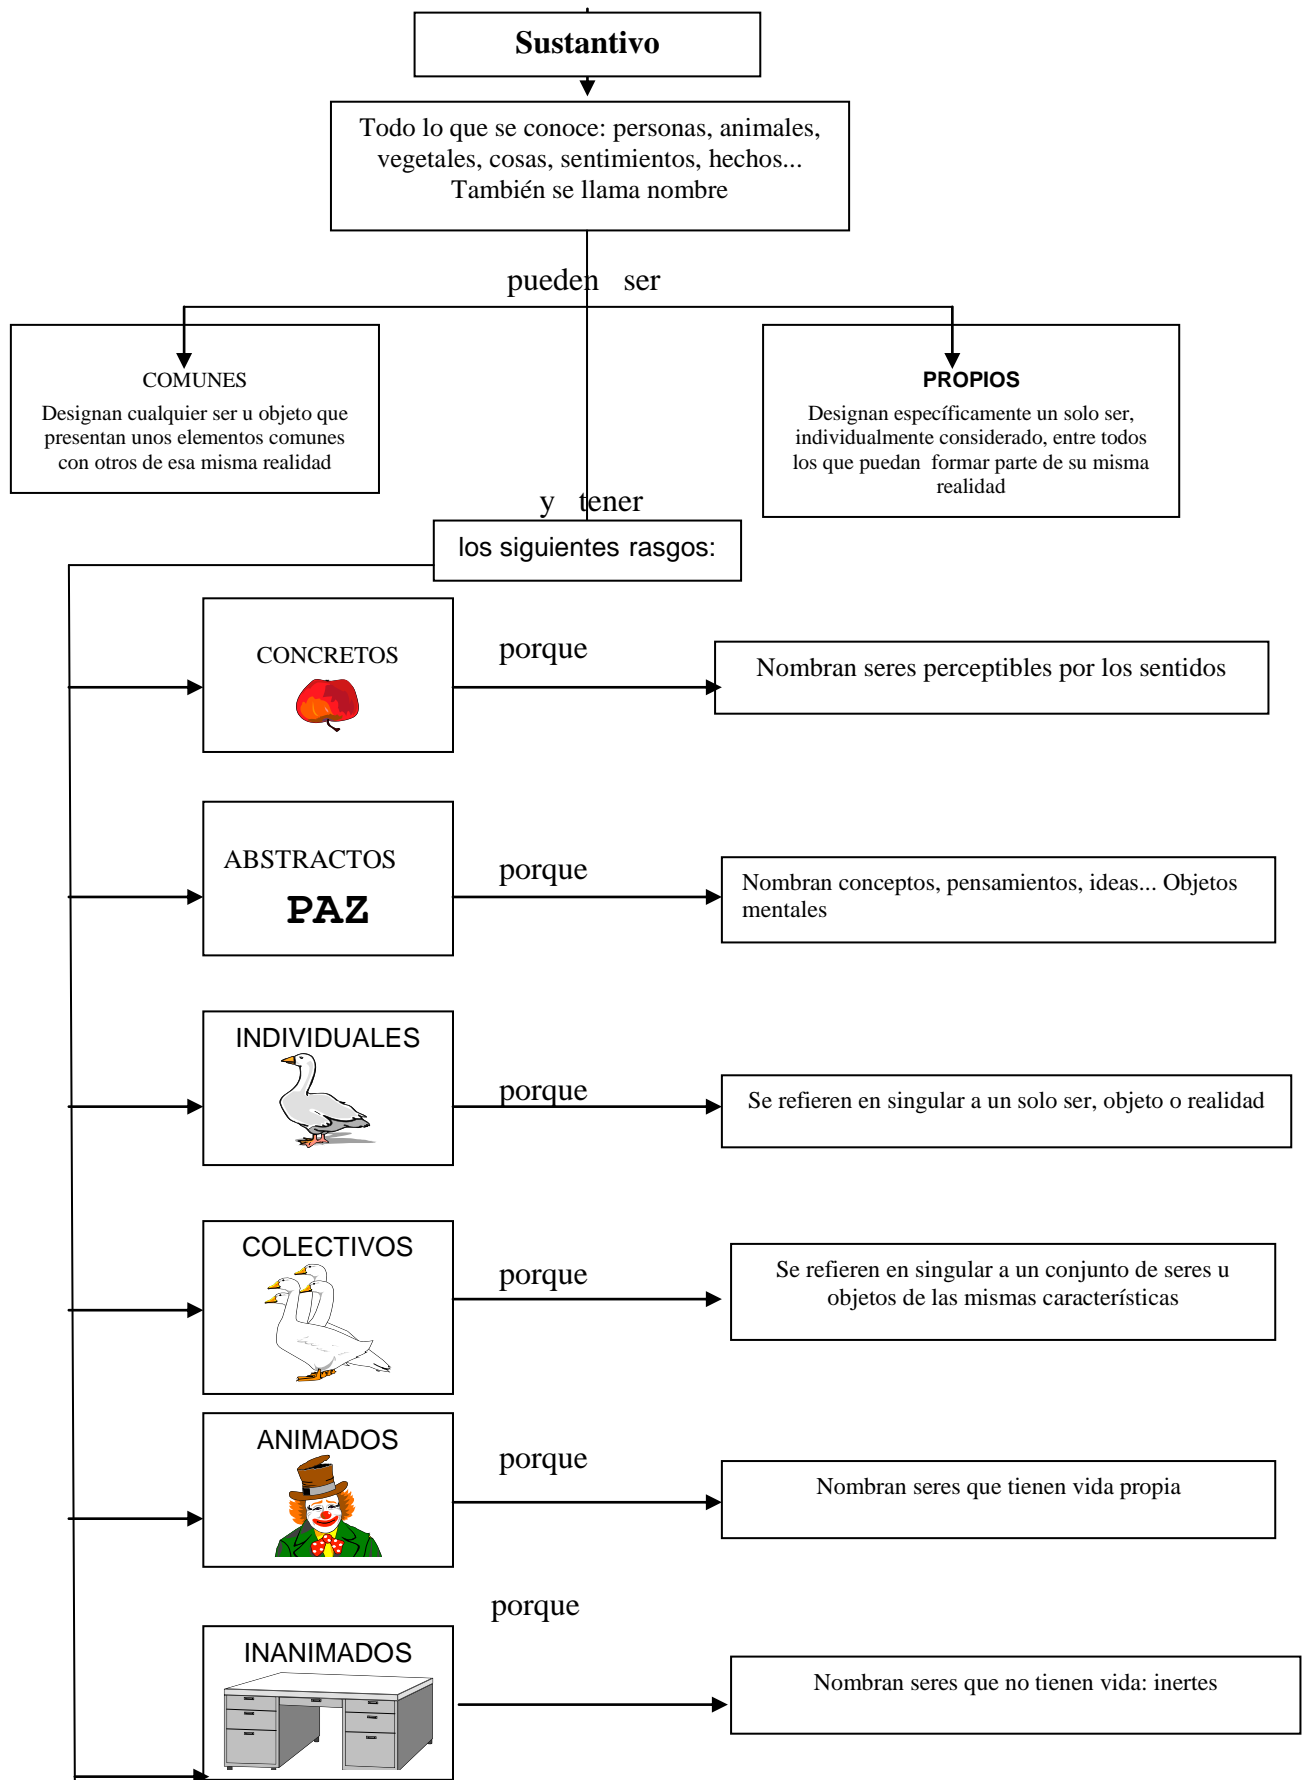 Sustantivo
Todo lo que se conoce: personas, animales,
vegetales, cosas, sentimientos, hechos...
También se llama nombre
pueden ser
COMUNES
Designan cualquier ser u objeto que
presentan unos elementos comunes
con otros de esa misma realidad
PROPIOS
Designan específicamente un solo ser,
individualmente considerado, entre todos
los que puedan formar parte de su misma
realidad
y tener
los siguientes rasgos:
CONCRETOS
porque
Nombran seres perceptibles por los sentidos
ABSTRACTOS
PAZ
porque
Nombran conceptos, pensamientos, ideas... Objetos
mentales
INDIVIDUALES
porque
Se refieren en singular a un solo ser, objeto o realidad
COLECTIVOS
porque
Se refieren en singular a un conjunto de seres u
objetos de las mismas características
ANIMADOS
porque
Nombran seres que tienen vida propia
porque
INANIMADOS
Nombran seres que no tienen vida: inertes